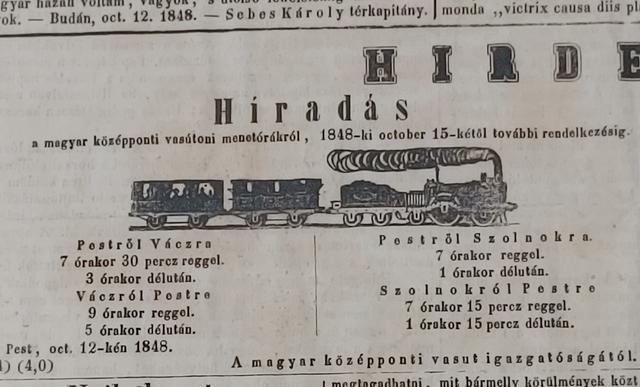 gyar hazád voltam, vagyok,
yok. — Budán, oct. 12. 1848. — Sebes Károly térkapitány.
monda „victrix causa diis pl
HIRDE
Híradás
a magyar középponti vasútoni menetórákról, 1848-ki october 15-kétől további rendelkezésig.
Pestről Váczra
7 órakor 30 percz reggel.
3 órakor délután.
Váczról Pestre
9 órakor reggel.
5 órakor délután.
Pestről Szolnokra.
7 órakor reggel.
1 órakor délután.
Szolnokról Pestre
7 órakor 15 percz reggel.
1 órakor 15 percz délután.
Pest, oct. 12-kén 1848.
(4,0)
A magyar középponti vasut igazgatóságától.
megtagadhatni, mit bármelly körülmények közt